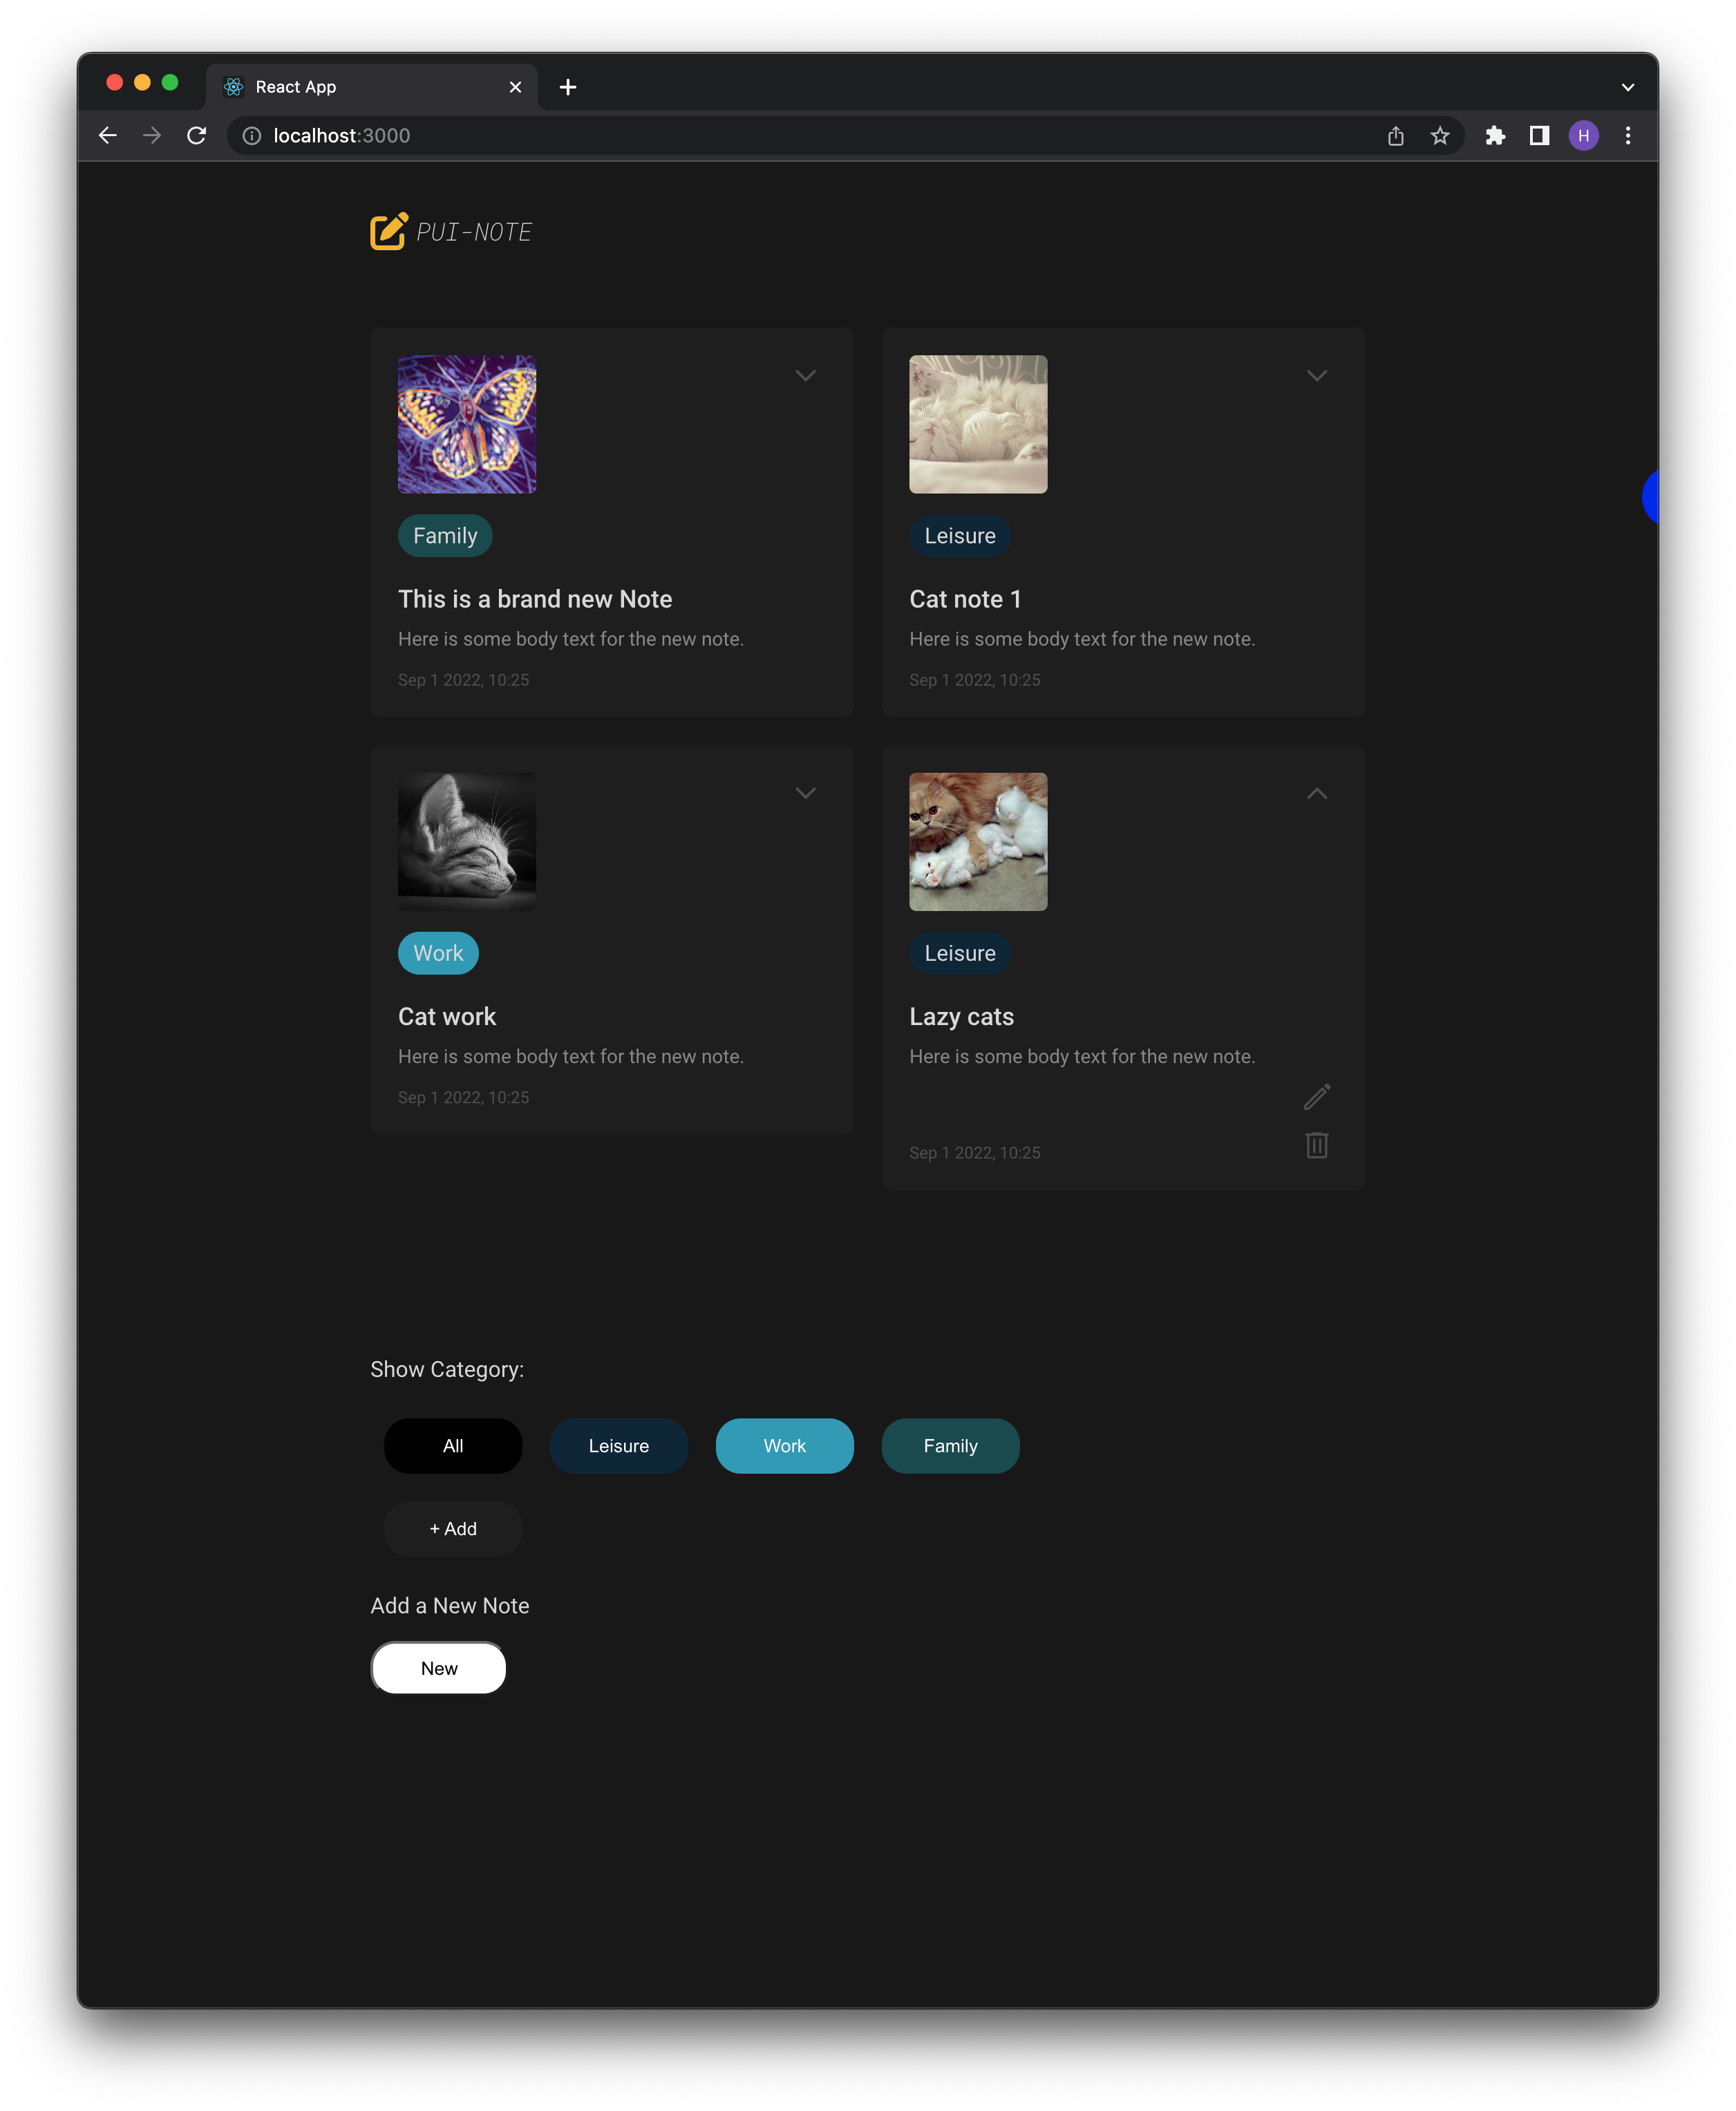 React App
localhost:3000
H
PUI-NOTE
Family
This is a brand new Note
Here is some body text for the new note.
Sep 1 2022, 10:25
Leisure
Cat note 1
Here is some body text for the new note.
Sep 1 2022, 10:25
Work
Cat work
Here is some body text for the new note.
Sep 1 2022, 10:25
Leisure
Lazy cats
Here is some body text for the new note.
Sep 1 2022, 10:25
Show Category:
All
Leisure
Work
Family
+ Add
Add a New Note
New